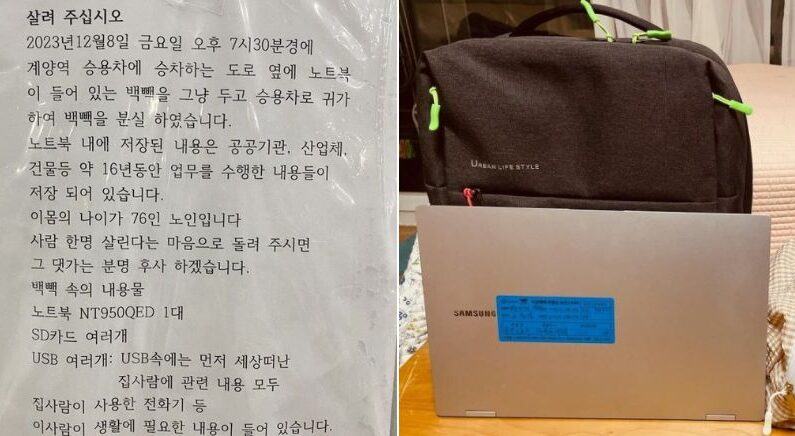 살려 주십시오
2023년12월8일 금요일 오후 7시30분경에
계양역 승용차에 승차하는 도로 옆에 노트북
이 들어 있는 백빽을 그냥 두고 승용차로 귀가
하여 백빽을 분실 하였습니다.
노트북 내에 저장된 내용은 공공기관, 산업체,
건물등 약 16년동안 업무를 수행한 내용들이
저장 되어 있습니다.
이몸의 나이가 76인 노인입니다
사람 한명 살린다는 마음으로 돌려 주시면
그 댓가는 분명 후사 하겠습니다.
백빽 속의 내용물
노트북 NT950QED 1대
SD카드 여러개
USB 여러개: USB속에는 먼저 세상떠난
집사람에 관련 내용 모두
집사람이 사용한 전화기 등
이사람이 생활에 필요한 내용이 들어 있습니다.
URBAN LIFE STYLE
SAMSUNG